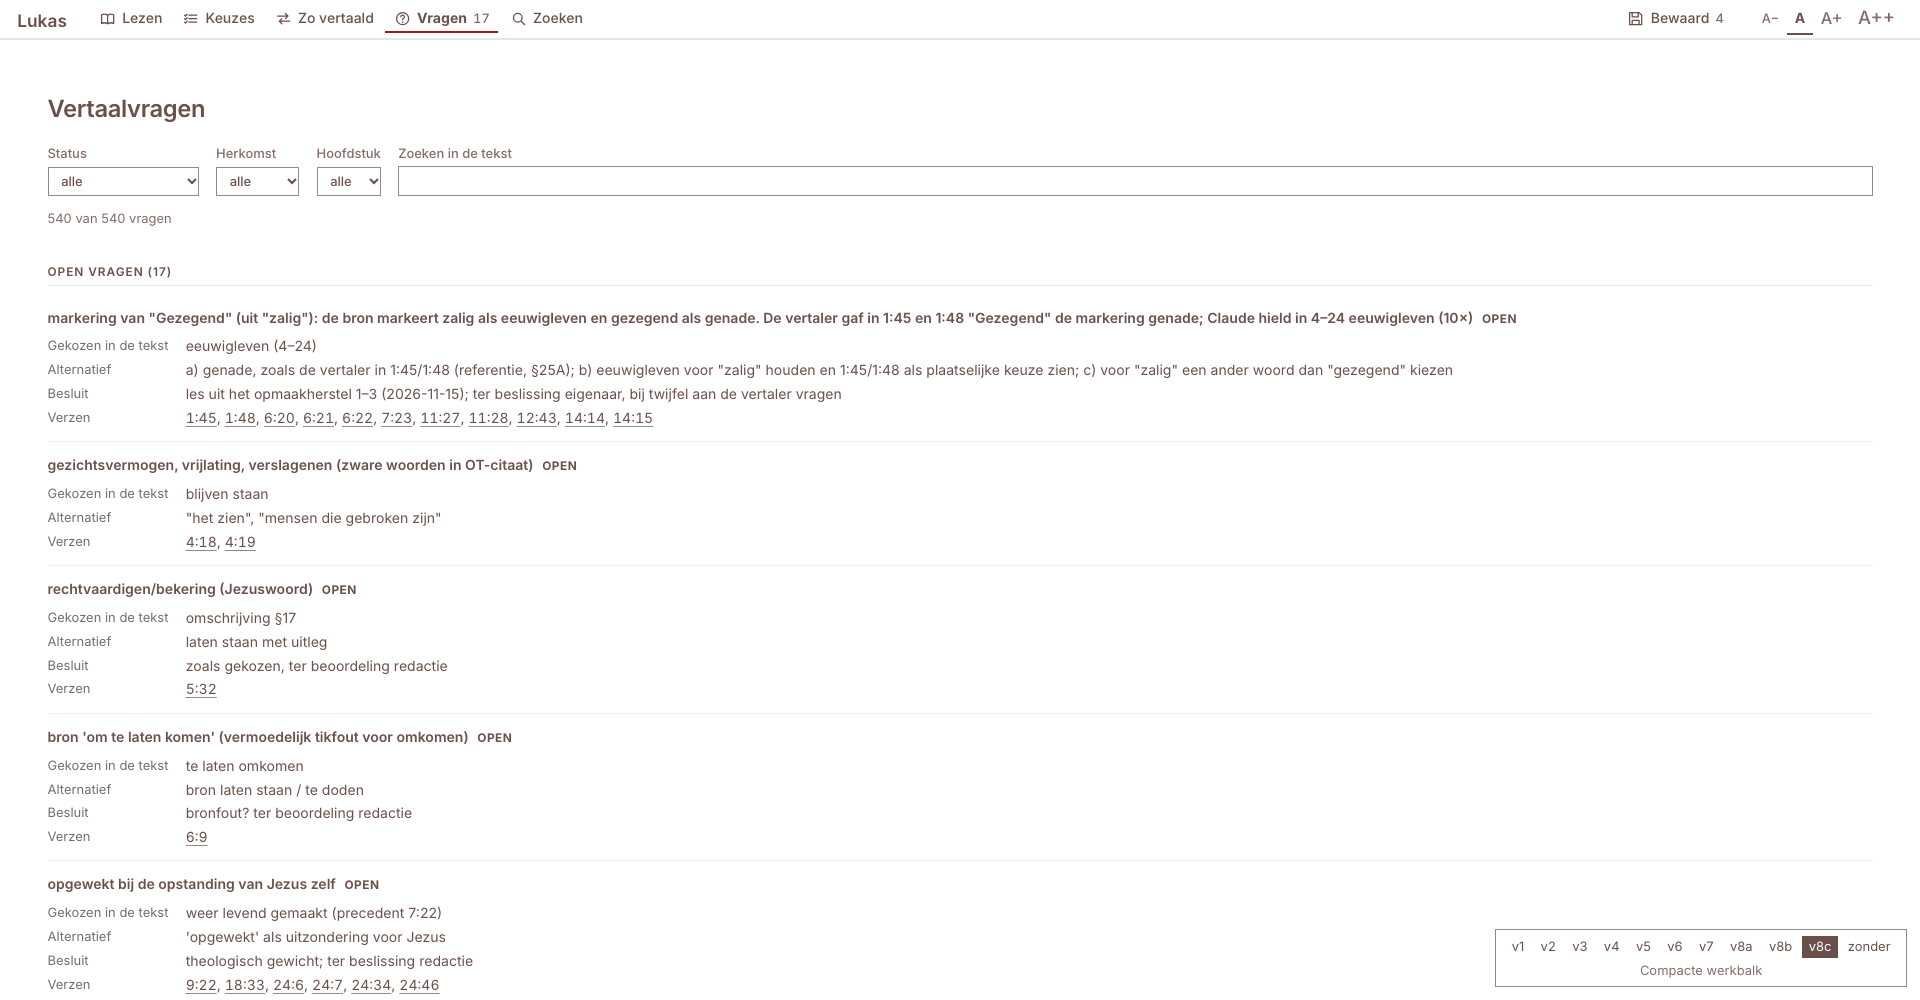 Lukas Lezen Keuzes Zo vertaald Vragen 17 Zoeken Bewaard 4 A− A A+ A++
Vertaalvragen
Status Herkomst Hoofdstuk Zoeken in de tekst
alle alle alle
540 van 540 vragen
OPEN VRAGEN (17)
markering van "Gezegend" (uit "zalig"): de bron markeert zalig als eeuwigleven en gezegend als genade. De vertaler gaf in 1:45 en 1:48 "Gezegend" de markering genade; Claude hield in 4–24 eeuwigleven (10×) OPEN
Gekozen in de tekst eeuwigleven (4–24)
Alternatief a) genade, zoals de vertaler in 1:45/1:48 (referentie, §25A); b) eeuwigleven voor "zalig" houden en 1:45/1:48 als plaatselijke keuze zien; c) voor "zalig" een ander woord dan "gezegend" kiezen
Besluit les uit het opmaakherstel 1–3 (2026-11-15); ter beslissing eigenaar, bij twijfel aan de vertaler vragen
Verzen 1:45, 1:48, 6:20, 6:21, 6:22, 7:23, 11:27, 11:28, 12:43, 14:14, 14:15
gezichtsvermogen, vrijlating, verslagenen (zware woorden in OT-citaat) OPEN
Gekozen in de tekst blijven staan
Alternatief "het zien", "mensen die gebroken zijn"
Verzen 4:18, 4:19
rechtvaardigen/bekering (Jezuswoord) OPEN
Gekozen in de tekst omschrijving §17
Alternatief laten staan met uitleg
Besluit zoals gekozen, ter beoordeling redactie
Verzen 5:32
bron 'om te laten komen' (vermoedelijk tikfout voor omkomen) OPEN
Gekozen in de tekst te laten omkomen
Alternatief bron laten staan / te doden
Besluit bronfout? ter beoordeling redactie
Verzen 6:9
opgewekt bij de opstanding van Jezus zelf OPEN
Gekozen in de tekst weer levend gemaakt (precedent 7:22)
Alternatief 'opgewekt' als uitzondering voor Jezus
Besluit theologisch gewicht; ter beslissing redactie
Verzen 9:22, 18:33, 24:6, 24:7, 24:34, 24:46
v1 v2 v3 v4 v5 v6 v7 v8a v8b v8c zonder
Compacte werkbalk